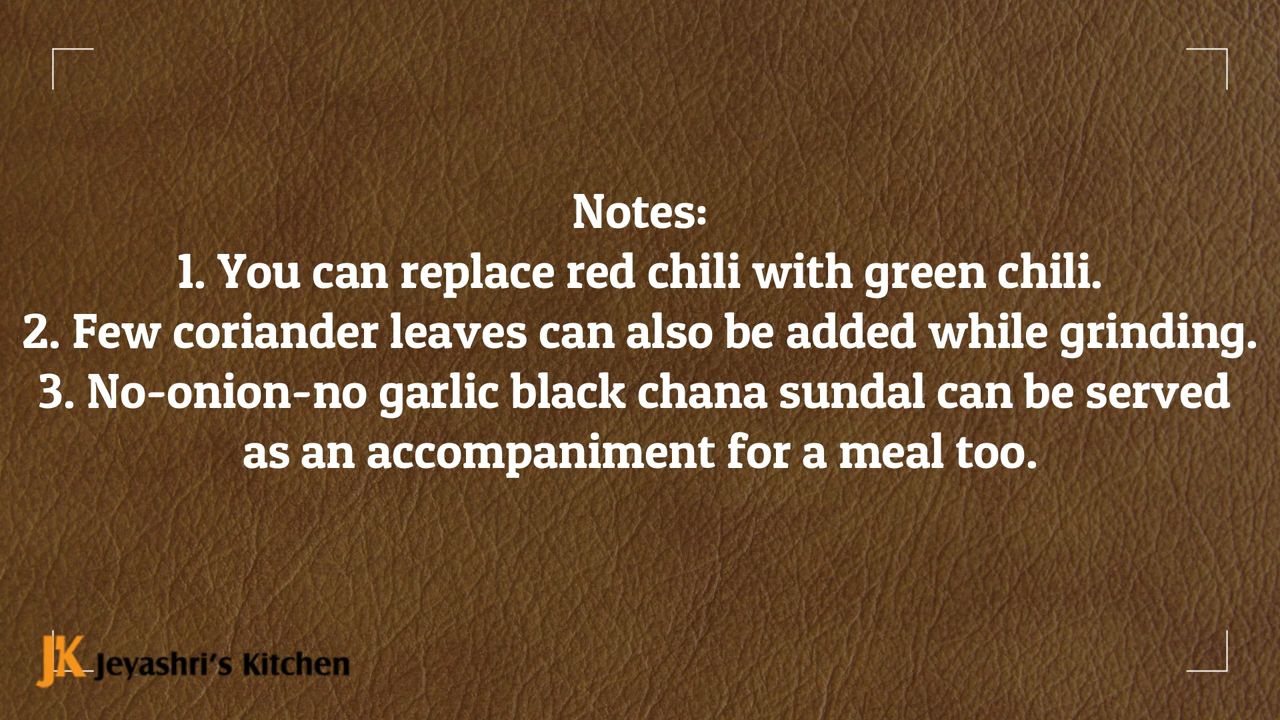 Notes:
1. You can replace red chili with green chili.
2. Few coriander leaves can also be added while grinding.
3. No-onion-no garlic black chana sundal can be served
as an accompaniment for a meal too.
JK Jeyashri's Kitchen